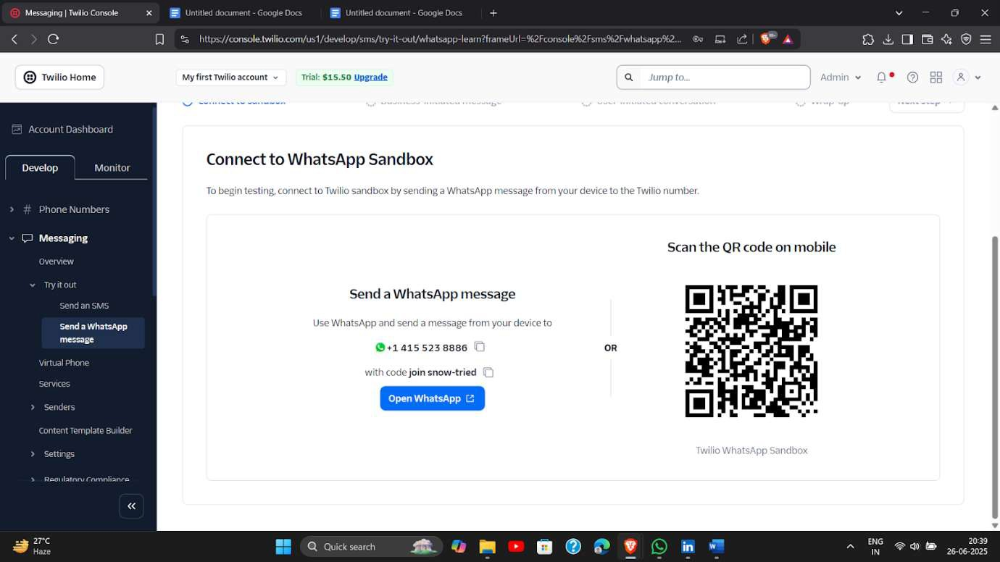 Messaging | Twilio Console
Untitled document - Google Docs
Untitled document - Google Docs
https://console.twilio.com/us1/develop/sms/try-it-out/whatsapp-learn?frameUrl=%2Fconsole%2Fsms%2Fwhatsapp%2...
Twilio Home
My first Twilio account
Trial: $15.50 Upgrade
Jump to...
Admin
Connect to sandbox
Business-initiated message
User-initiated conversation
Wrap-up
Next step
Account Dashboard
Develop
Monitor
# Phone Numbers
Messaging
Overview
Try it out
Send an SMS
Send a WhatsApp
message
Virtual Phone
Services
Senders
Content Template Builder
Settings
Regulatory Compliance
Connect to WhatsApp Sandbox
To begin testing, connect to Twilio sandbox by sending a WhatsApp message from your device to the Twilio number.
Send a WhatsApp message
Use WhatsApp and send a message from your device to
+1 415 523 8886
with code join snow-tried
Open WhatsApp
OR
Scan the QR code on mobile
Twilio WhatsApp Sandbox
27°C
Haze
Quick search
ENG
IN
20:39
26-06-2025